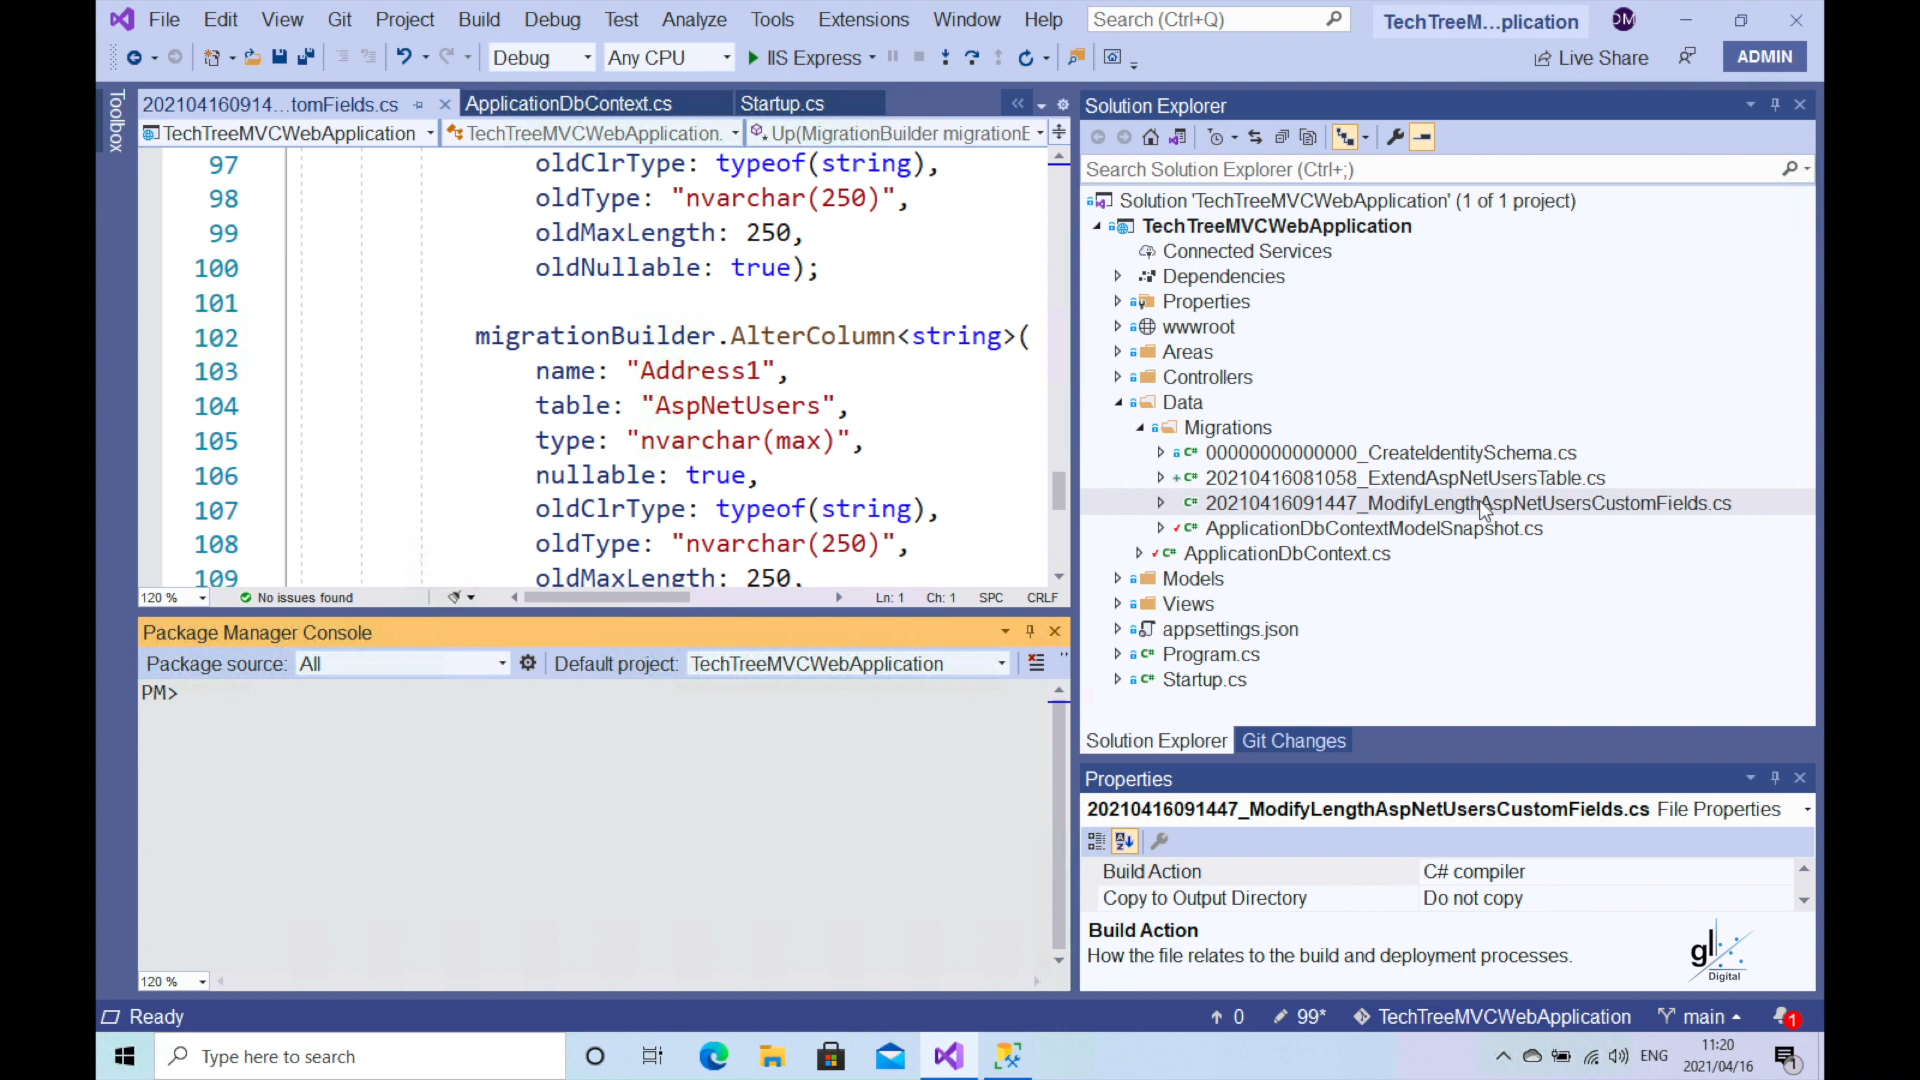 File Edit View Git Project Build Debug Test Analyze Tools Extensions Window Help Search (Ctrl+Q) TechTreeM...plication DM
Debug Any CPU IIS Express Live Share ADMIN
Toolbox
202104160914...tomFields.cs ApplicationDbContext.cs Startup.cs
TechTreeMVCWebApplication TechTreeMVCWebApplication. Up(MigrationBuilder migrationE
97 oldClrType: typeof(string),
98 oldType: "nvarchar(250)",
99 oldMaxLength: 250,
100 oldNullable: true);
101
102 migrationBuilder.AlterColumn<string>(
103 name: "Address1",
104 table: "AspNetUsers",
105 type: "nvarchar(max)",
106 nullable: true,
107 oldClrType: typeof(string),
108 oldType: "nvarchar(250)",
109 oldMaxLength: 250,
120 % No issues found Ln: 1 Ch: 1 SPC CRLF
Package Manager Console
Package source: All Default project: TechTreeMVCWebApplication
PM>
120 %
Solution Explorer
Search Solution Explorer (Ctrl+;)
Solution 'TechTreeMVCWebApplication' (1 of 1 project)
TechTreeMVCWebApplication
Connected Services
Dependencies
Properties
wwwroot
Areas
Controllers
Data
Migrations
C# 00000000000000_CreateIdentitySchema.cs
C# 20210416081058_ExtendAspNetUsersTable.cs
C# 20210416091447_ModifyLengthAspNetUsersCustomFields.cs
C# ApplicationDbContextModelSnapshot.cs
C# ApplicationDbContext.cs
Models
Views
appsettings.json
C# Program.cs
C# Startup.cs
Solution Explorer Git Changes
Properties
20210416091447_ModifyLengthAspNetUsersCustomFields.cs File Properties
Build Action C# compiler
Copy to Output Directory Do not copy
Build Action
How the file relates to the build and deployment processes.
gl
Digital
Ready 0 99* TechTreeMVCWebApplication main 1
Type here to search ENG 11:20
2021/04/16 1